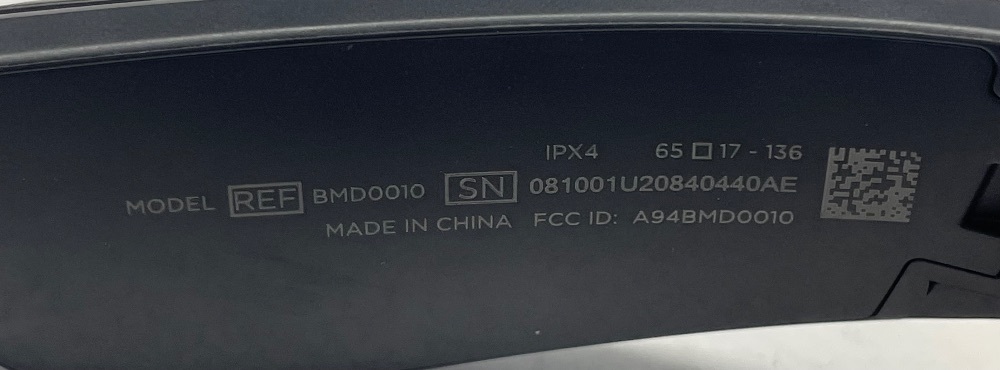 IPX4 65 □ 17 - 136
MODEL REF BMD0010 SN 081001U20840440AE
MADE IN CHINA FCC ID: A94BMD0010